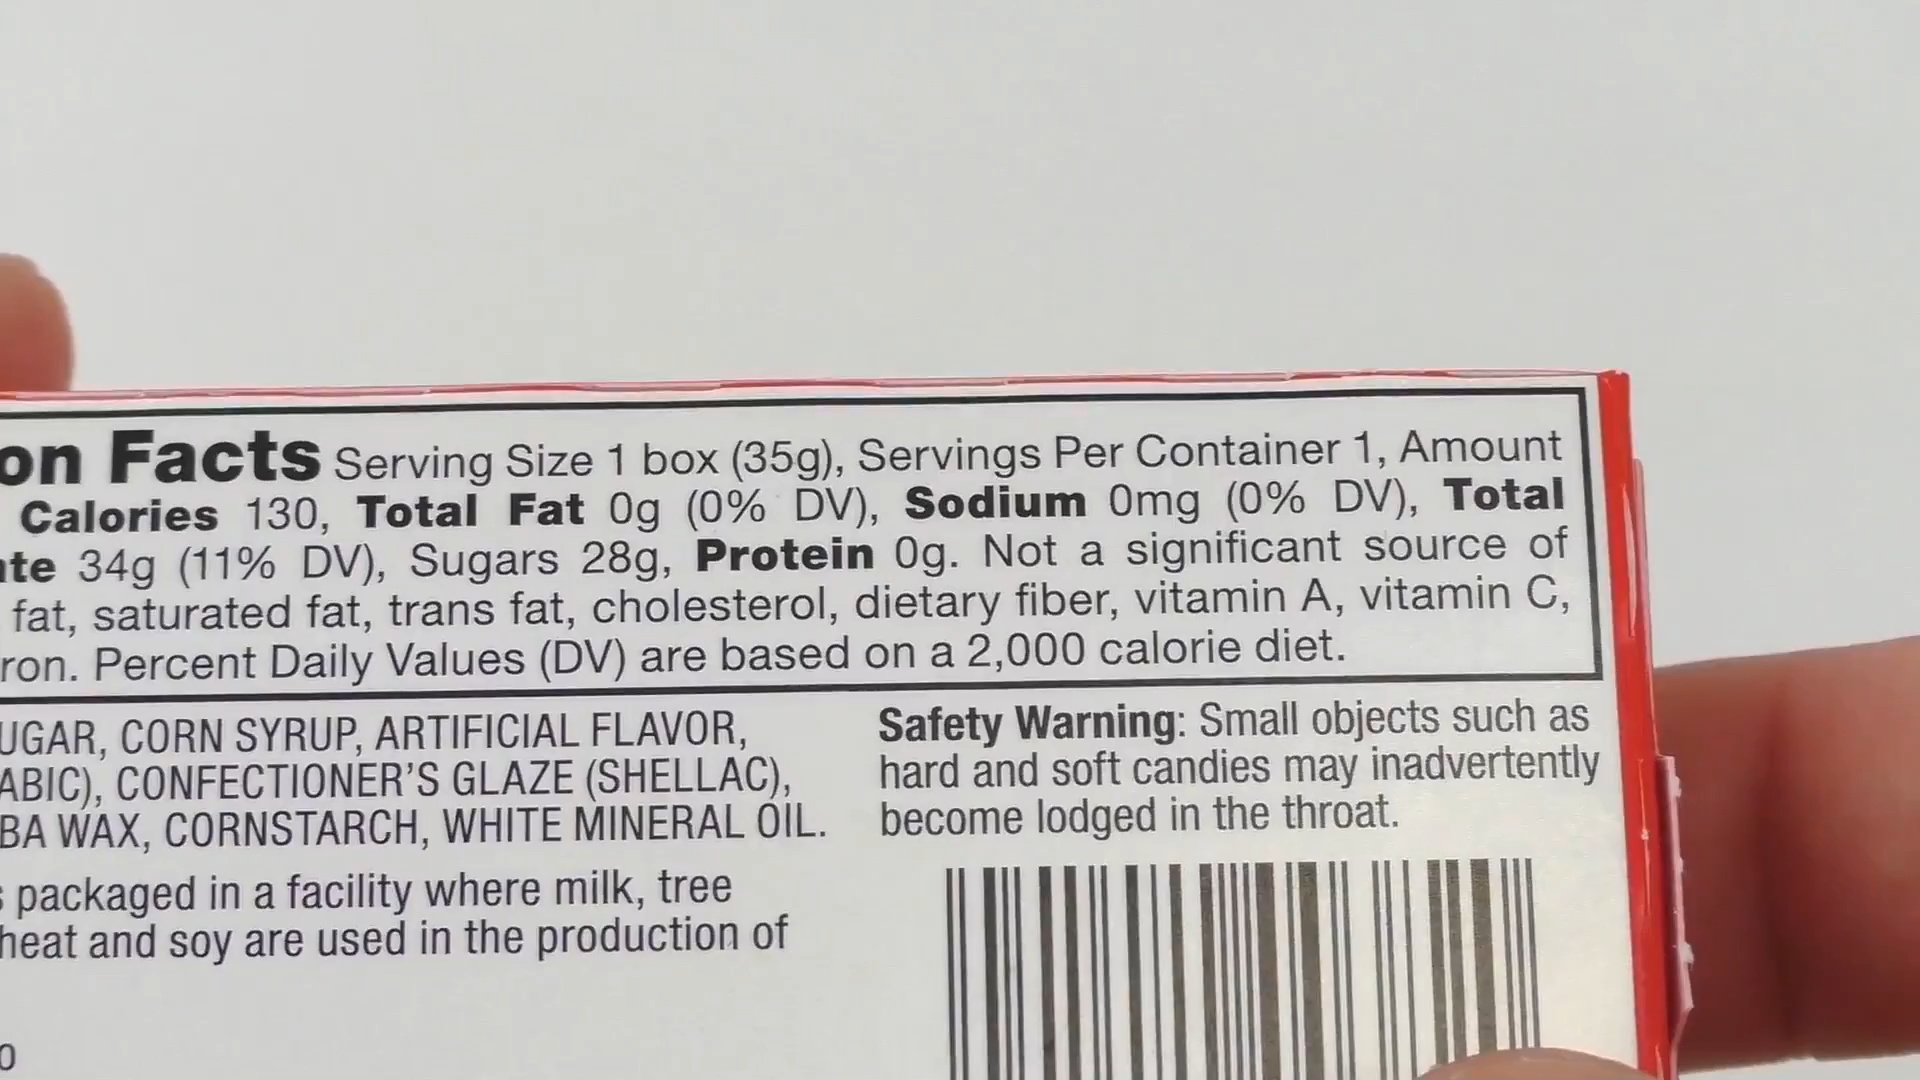 on Facts Serving Size 1 box (35g), Servings Per Container 1, Amount
Calories 130, Total Fat 0g (0% DV), Sodium 0mg (0% DV), Total
ate 34g (11% DV), Sugars 28g, Protein 0g. Not a significant source of
fat, saturated fat, trans fat, cholesterol, dietary fiber, vitamin A, vitamin C,
ron. Percent Daily Values (DV) are based on a 2,000 calorie diet.
UGAR, CORN SYRUP, ARTIFICIAL FLAVOR,
ABIC), CONFECTIONER'S GLAZE (SHELLAC),
BA WAX, CORNSTARCH, WHITE MINERAL OIL.
s packaged in a facility where milk, tree
heat and soy are used in the production of
Safety Warning: Small objects such as
hard and soft candies may inadvertently
become lodged in the throat.
0